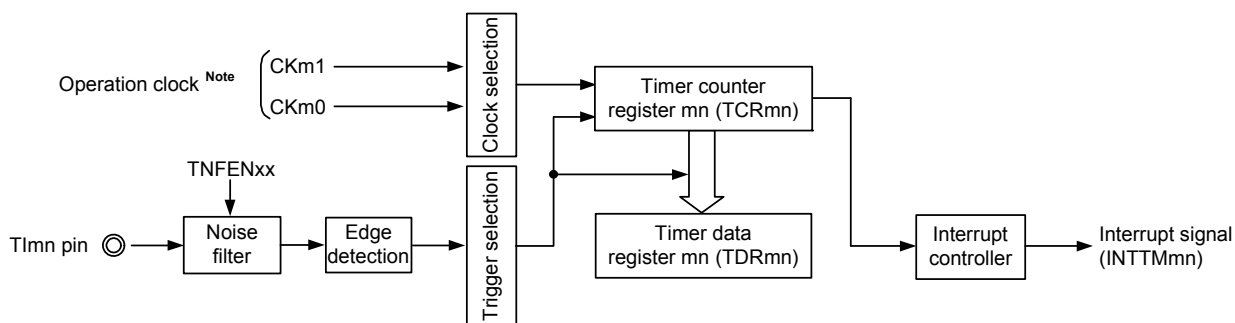 Operation clock Note
CKm1
CKm0
Clock selection
Timer counter
register mn (TCRmn)
TNFENxx
TImn pin
Noise
filter
Edge
detection
Trigger selection
Timer data
register mn (TDRmn)
Interrupt
controller
Interrupt signal
(INTTMmn)